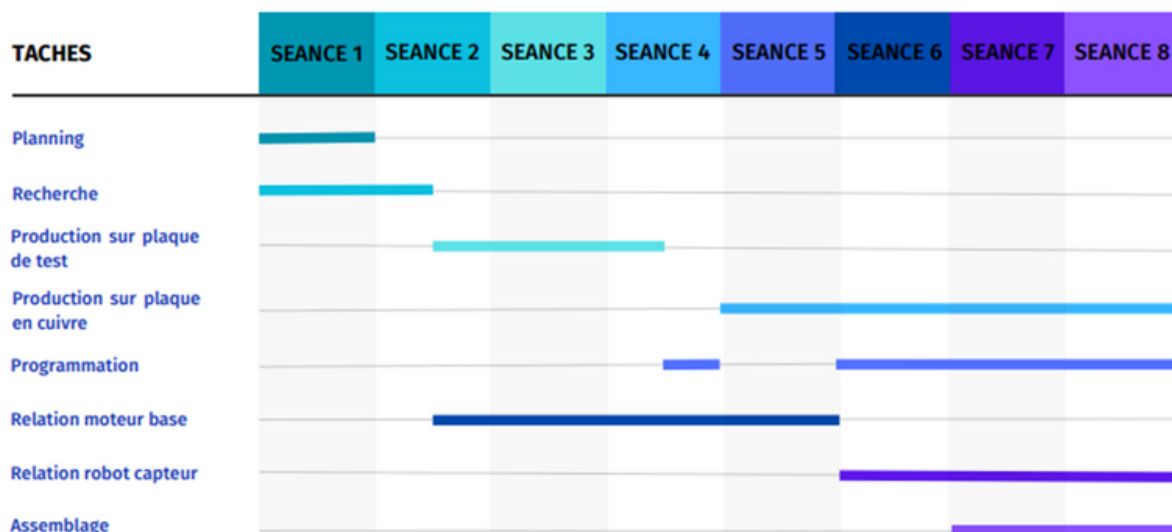 TACHES SEANCE 1 SEANCE 2 SEANCE 3 SEANCE 4 SEANCE 5 SEANCE 6 SEANCE 7 SEANCE 8
Planning
Recherche
Production sur plaque
de test
Production sur plaque
en cuivre
Programmation
Relation moteur base
Relation robot capteur
Assemblage